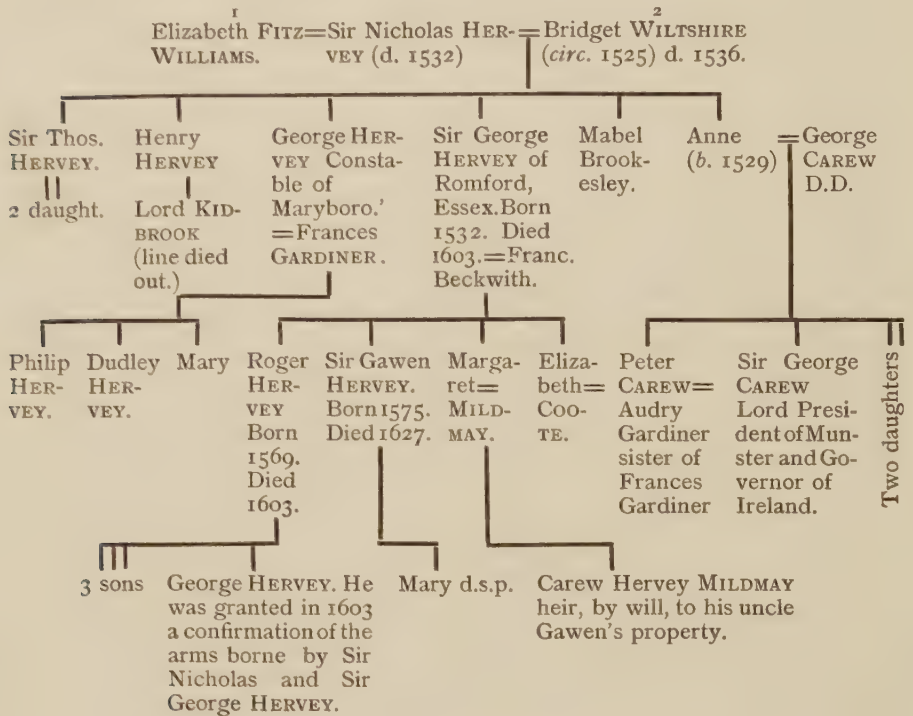 1 2
Elizabeth FITZ=Sir Nicholas HER-=Bridget WILTSHIRE
WILLIAMS. VEY (d. 1532) (circ. 1525) d. 1536.
Sir Thos.
HERVEY.
2 daught.
Henry
HERVEY
Lord KID-
BROOK
(line died
out.)
George HER-
VEY Consta-
ble of
Maryboro.'
=Frances
GARDINER.
Sir George
HERVEY of
Romford,
Essex.Born
1532. Died
1603.=Franc.
Beckwith.
Mabel
Brook-
esley.
Anne =George
(b. 1529) CAREW
D.D.
Philip
HER-
VEY.
Dudley
HER-
VEY.
Mary
Roger
HER-
VEY
Born
1569.
Died
1603.
Sir Gawen
HERVEY.
Born 1575.
Died 1627.
Marga-
ret=
MILD-
MAY.
Eliza-
beth=
COO-
TE.
Peter
CAREW=
Audry
Gardiner
sister of
Frances
Gardiner
Sir George
CAREW
Lord Presi-
dent of Mun-
ster and Go-
vernor of
Ireland.
Two daughters
3 sons
George HERVEY. He
was granted in 1603
a confirmation of the
arms borne by Sir
Nicholas and Sir
George HERVEY.
Mary d.s.p.
Carew Hervey MILDMAY
heir, by will, to his uncle
Gawen's property.